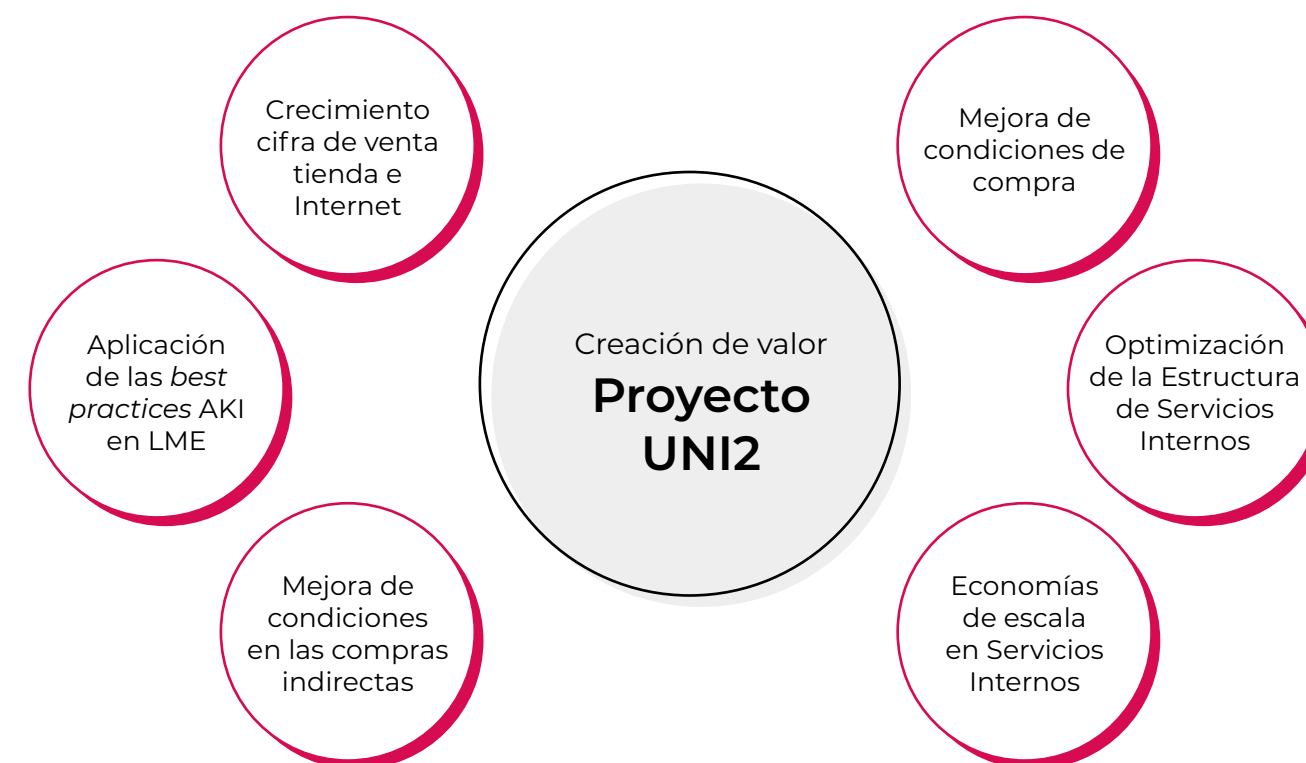 Crecimiento
cifra de venta
tienda e
Internet
Mejora de
condiciones de
compra
Aplicación
de las best
practices AKI
en LME
Creación de valor
Proyecto
UNI2
Optimización
de la Estructura
de Servicios
Internos
Mejora de
condiciones
en las compras
indirectas
Economías
de escala
en Servicios
Internos